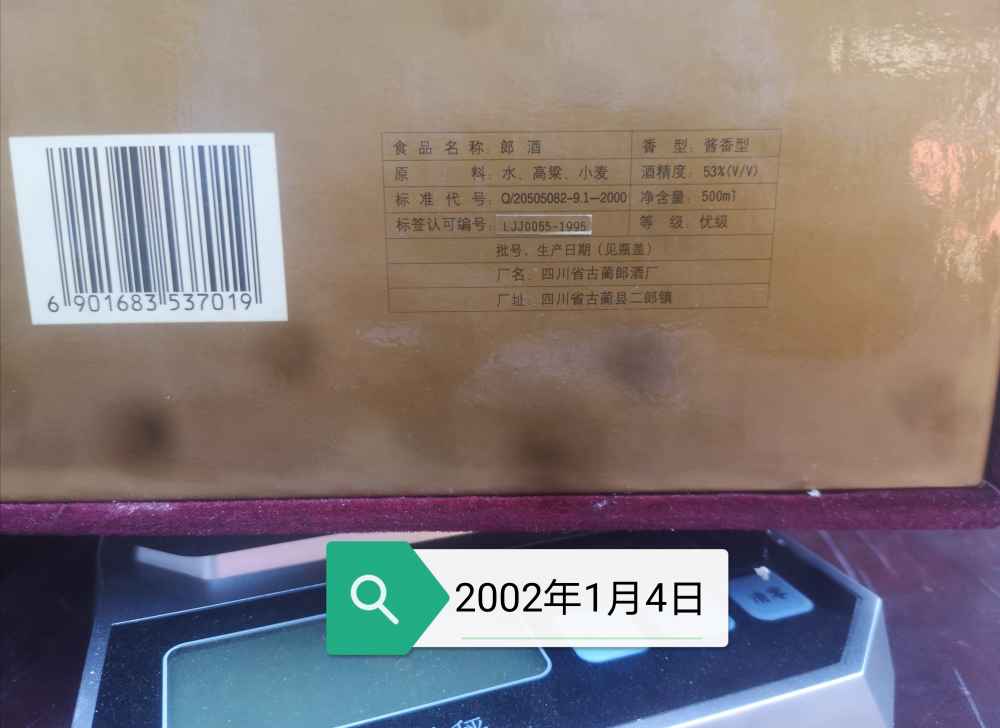 食品名称：郎酒 香型：酱香型
原料：水、高粱、小麦 酒精度：53%(V/V)
标准代号：Q/20505082-9.1—2000 净含量：500ml
标签认可编号：LJJ0055-1995 等级：优级
批号、生产日期（见瓶盖）
厂名：四川省古蔺郎酒厂
厂址：四川省古蔺县二郎镇
6 901683 537019
2002年1月4日